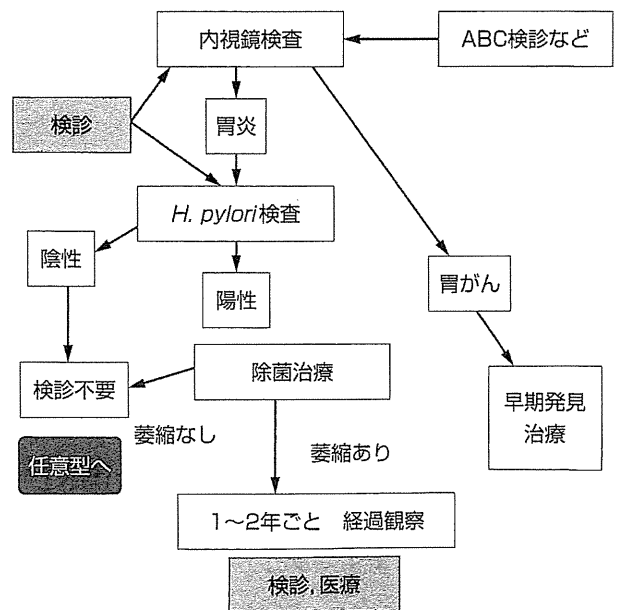 内視鏡検査
ABC検診など
検診
胃炎
H. pylori検査
陰性
陽性
胃がん
検診不要
除菌治療
早期発見
治療
萎縮なし
任意型へ
萎縮あり
1〜2年ごと 経過観察
検診,医療